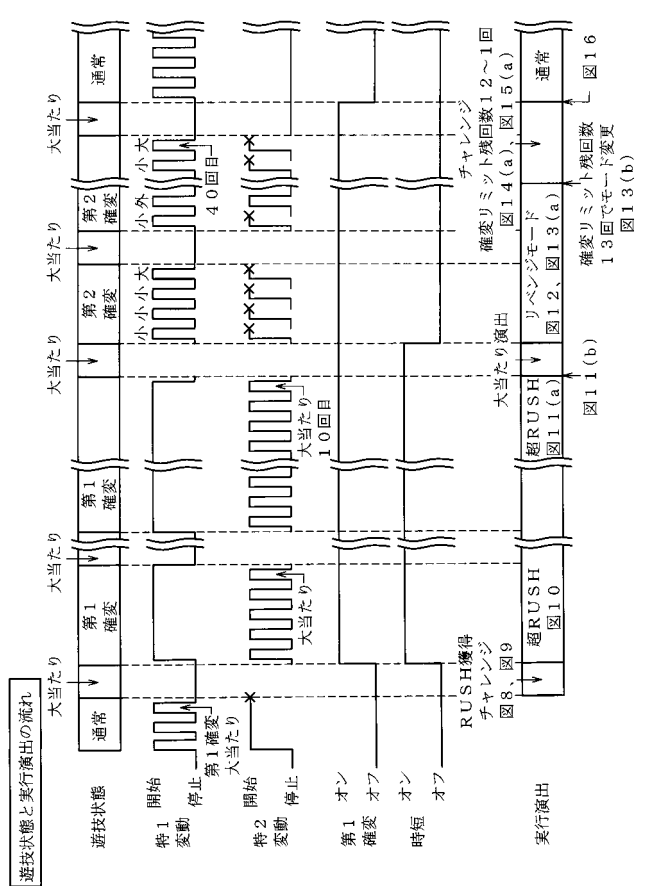 遊技状態と実行演出の流れ
大当たり
大当たり
大当たり
大当たり
大当たり
大当たり
遊技状態
通常
第1
確変
第1
確変
第2
確変
第2
確変
通常
特1
変動
開始
停止
第1確変
大当たり
小小小大
小外
小大
40回目
特2
変動
開始
停止
大当たり
大当たり
10回目
第1
確変
オン
オフ
時短
オン
オフ
RUSH獲得
チャレンジ
図8、図9
大当たり演出
チャレンジ
確変リミット残回数12~1回
図14(a)、図15(a)
実行演出
超RUSH
図10
超RUSH
図11(a)
リベンジモード
図12、図13(a)
通常
図11(b)
確変リミット残回数
13回でモード変更
図13(b)
図16